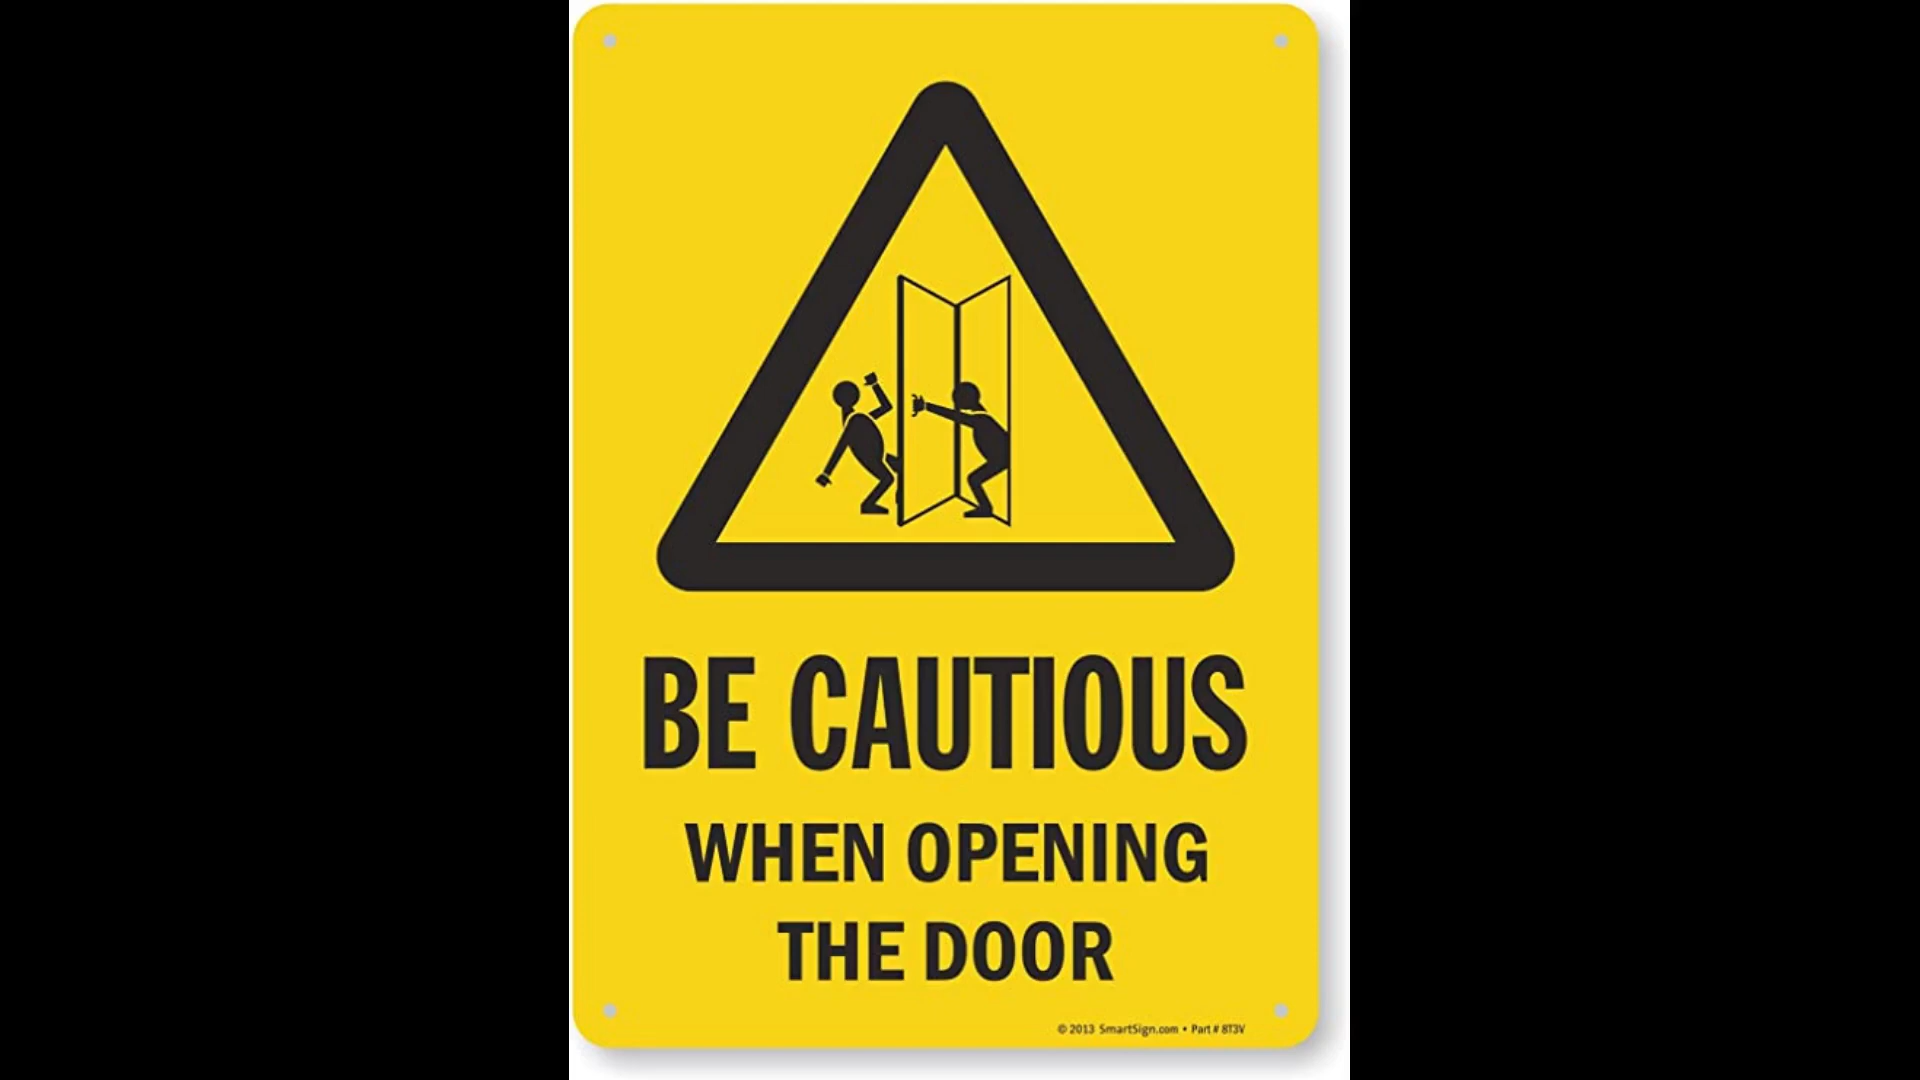 BE CAUTIOUS
WHEN OPENING
THE DOOR
© 2013 SmartSign.com • Part # 8T3V